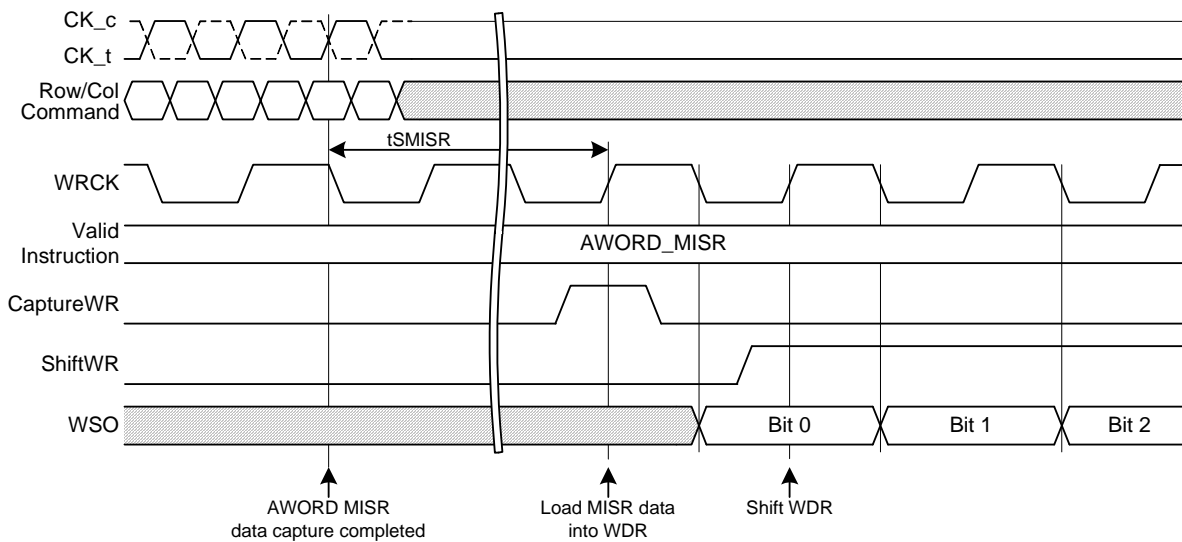 CK_c
CK_t
Row/Col
Command
tSMISR
WRCK
Valid
Instruction
AWORD_MISR
CaptureWR
ShiftWR
WSO
Bit 0
Bit 1
Bit 2
AWORD MISR
data capture completed
Load MISR data
into WDR
Shift WDR